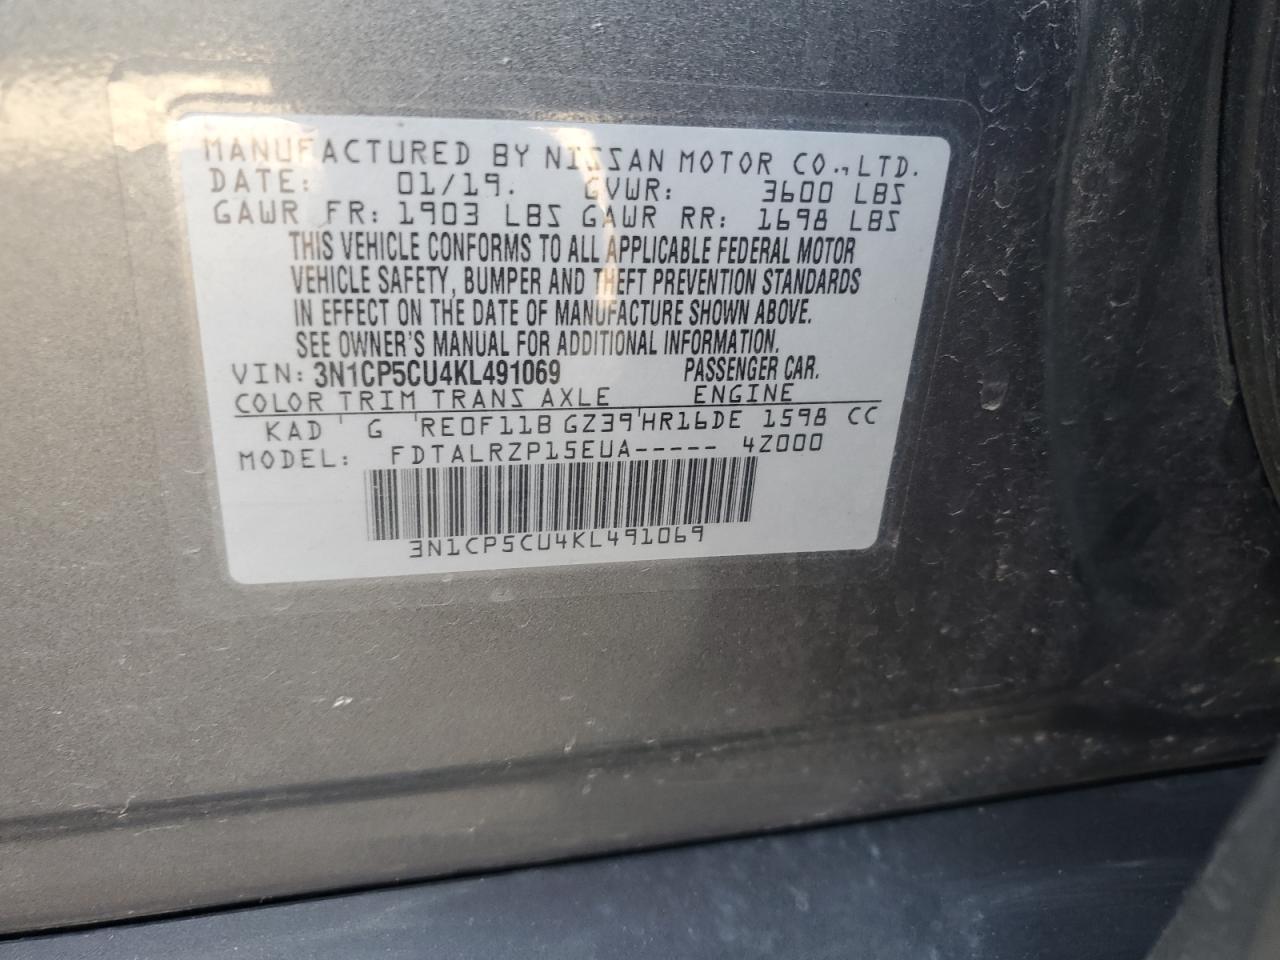 MANUFACTURED BY NISSAN MOTOR CO., LTD.
DATE: 01/19. GVWR: 3600 LBS
GAWR FR: 1903 LBS GAWR RR: 1698 LBS
THIS VEHICLE CONFORMS TO ALL APPLICABLE FEDERAL MOTOR
VEHICLE SAFETY, BUMPER AND THEFT PREVENTION STANDARDS
IN EFFECT ON THE DATE OF MANUFACTURE SHOWN ABOVE.
SEE OWNER'S MANUAL FOR ADDITIONAL INFORMATION.
VIN: 3N1CP5CU4KL491069 PASSENGER CAR.
COLOR TRIM TRANS AXLE ENGINE
KAD ' G ' RE0F11B GZ39 ' HR16DE 1598 CC
MODEL: FDTALRZP15EUA----- 4Z000
3N1CP5CU4KL491069